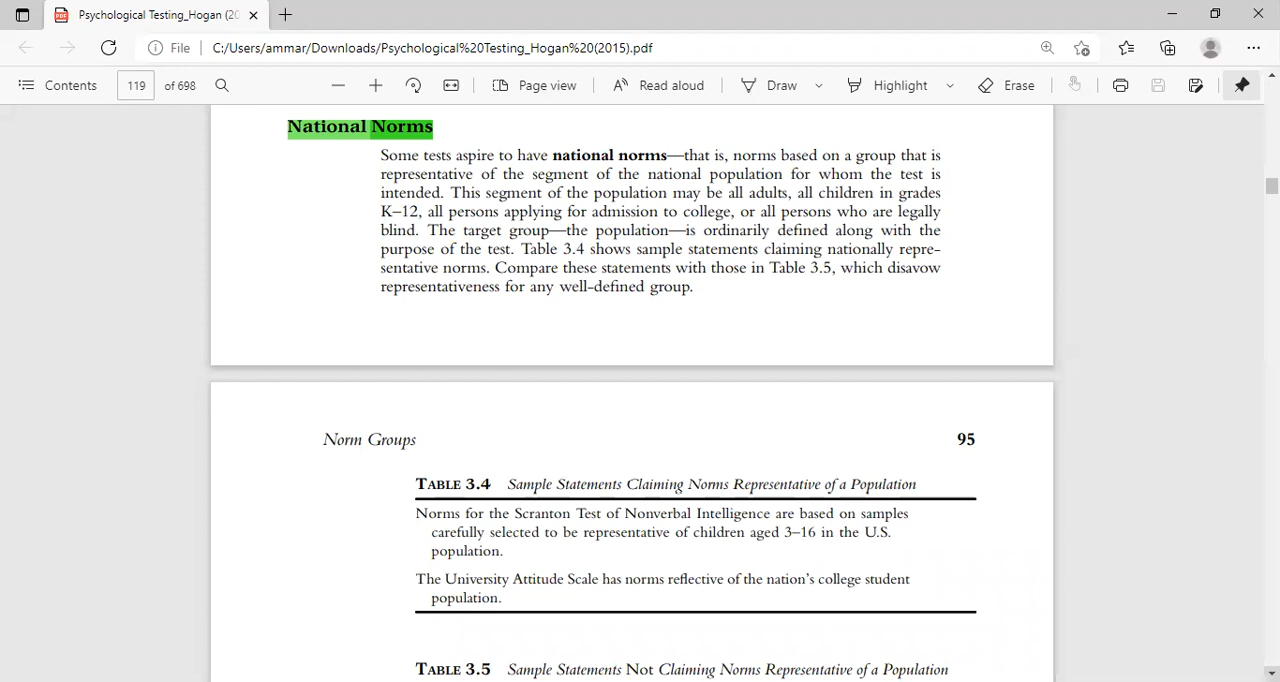 Psychological Testing_Hogan (20
File
C:/Users/ammar/Downloads/Psychological%20Testing_Hogan%20(2015).pdf
Contents
119 of 698
Page view
Read aloud
Draw
Highlight
Erase
National Norms
Some tests aspire to have national norms—that is, norms based on a group that is
representative of the segment of the national population for whom the test is
intended. This segment of the population may be all adults, all children in grades
K–12, all persons applying for admission to college, or all persons who are legally
blind. The target group—the population—is ordinarily defined along with the
purpose of the test. Table 3.4 shows sample statements claiming nationally repre-
sentative norms. Compare these statements with those in Table 3.5, which disavow
representativeness for any well-defined group.
Norm Groups
95
TABLE 3.4 Sample Statements Claiming Norms Representative of a Population
Norms for the Scranton Test of Nonverbal Intelligence are based on samples
carefully selected to be representative of children aged 3–16 in the U.S.
population.
The University Attitude Scale has norms reflective of the nation's college student
population.
TABLE 3.5 Sample Statements Not Claiming Norms Representative of a Population